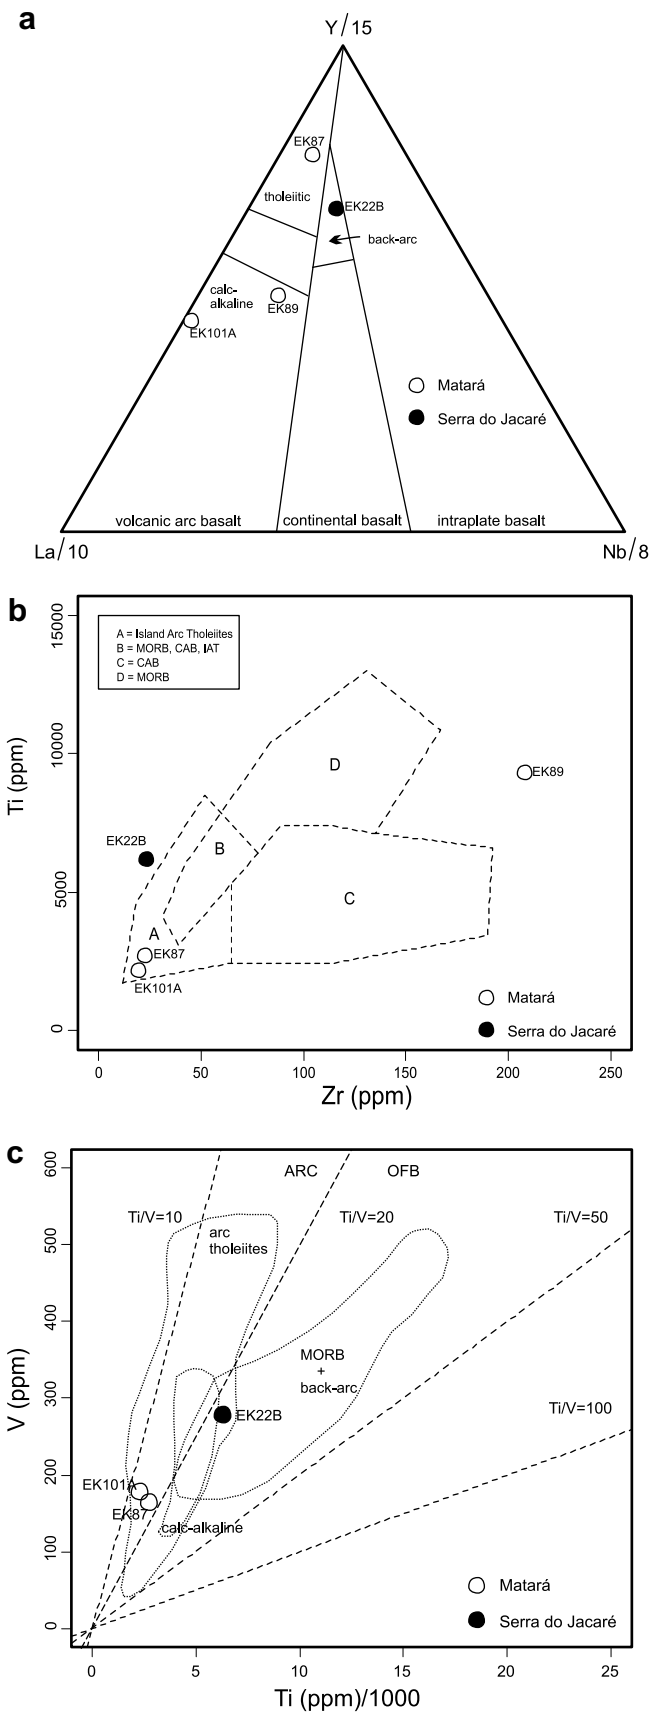 a
Y/15
EK87
tholeiitic
EK22B
back-arc
calc-
alkaline
EK89
EK101A
Matará
Serra do Jacaré
volcanic arc basalt
continental basalt
intraplate basalt
La/10
Nb/8
b
A = Island Arc Tholeiites
B = MORB, CAB, IAT
C = CAB
D = MORB
15000
10000
5000
0
Ti (ppm)
D
EK89
EK22B
B
C
A
EK87
EK101A
Matará
Serra do Jacaré
0
50
100
150
200
250
Zr (ppm)
c
600
500
400
300
200
100
0
V (ppm)
ARC
OFB
Ti/V=10
arc
tholeiites
Ti/V=20
Ti/V=50
MORB
+
back-arc
EK22B
Ti/V=100
EK101A
EK87
calc-alkaline
Matará
Serra do Jacaré
0
5
10
15
20
25
Ti (ppm)/1000